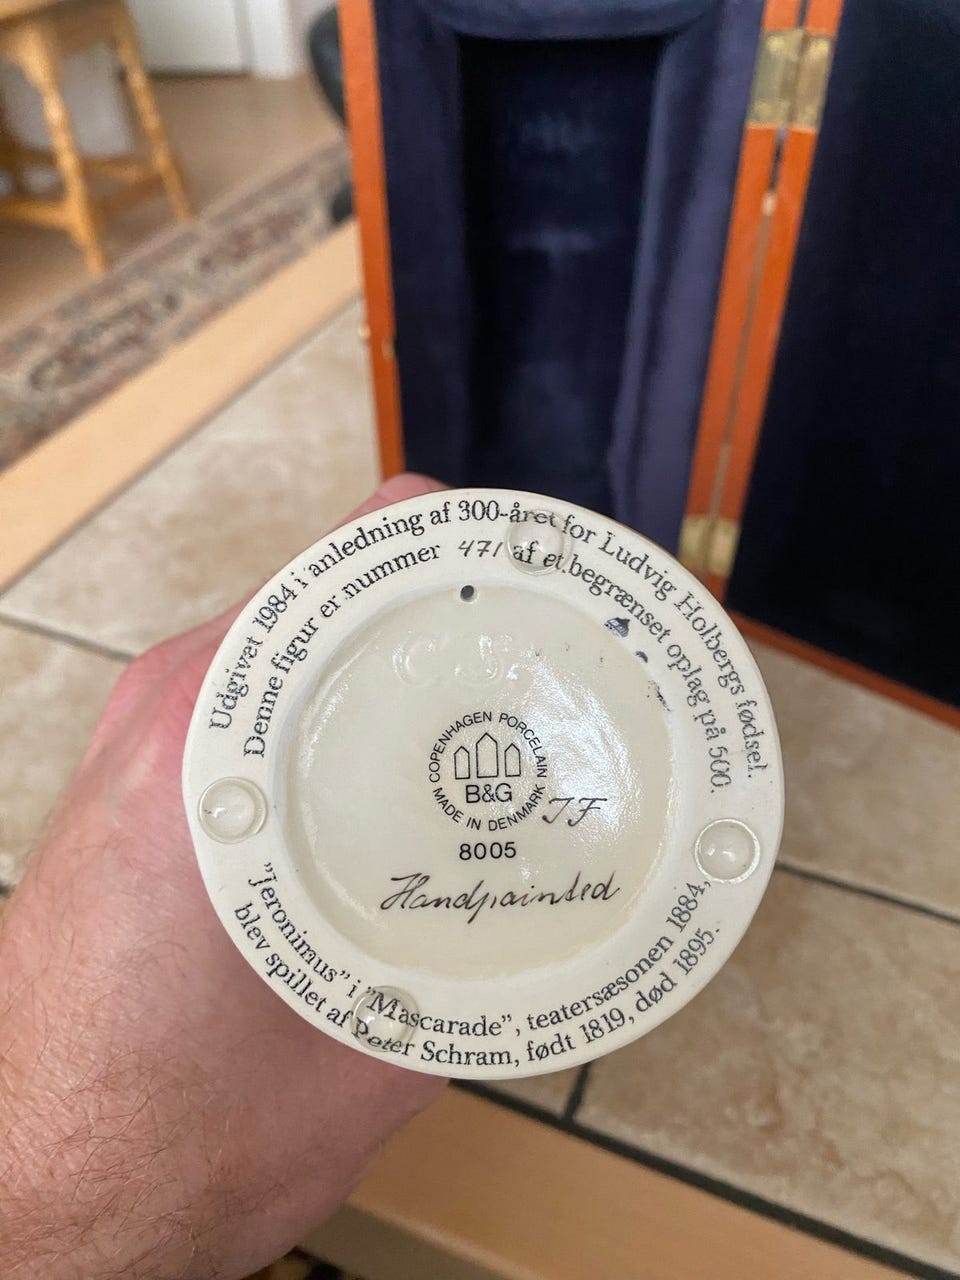 Udgivet 1984 i anledning af 300-året for Ludvig Holbergs fødsel.
Denne figur er nummer 471 af et begrænset oplag på 500.
C.S.
COPENHAGEN PORCELAIN
B&G
MADE IN DENMARK
JF
8005
Handpainted
"Jeronimus" i "Mascarade", teatersæsonen 1884,
blev spillet af Peter Schram, født 1819, død 1895.